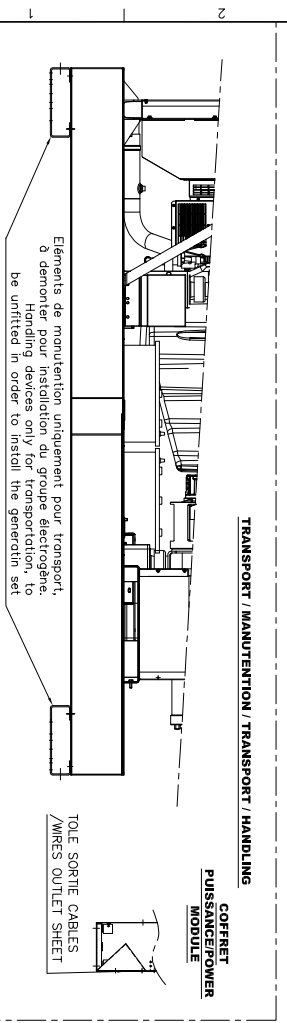 TRANSPORT / MANUTENTION / TRANSPORT / HANDLING
COFFRET
PUISSANCE/POWER
MODULE
Eléments de manutention uniquement pour transport,
à demonter pour installation du groupe électrogène.
Handling devices only for transportation, to
be unfitted in order to install the generatin set
TOLE SORTIE CABLES
/WIRES OUTLET SHEET
1
2